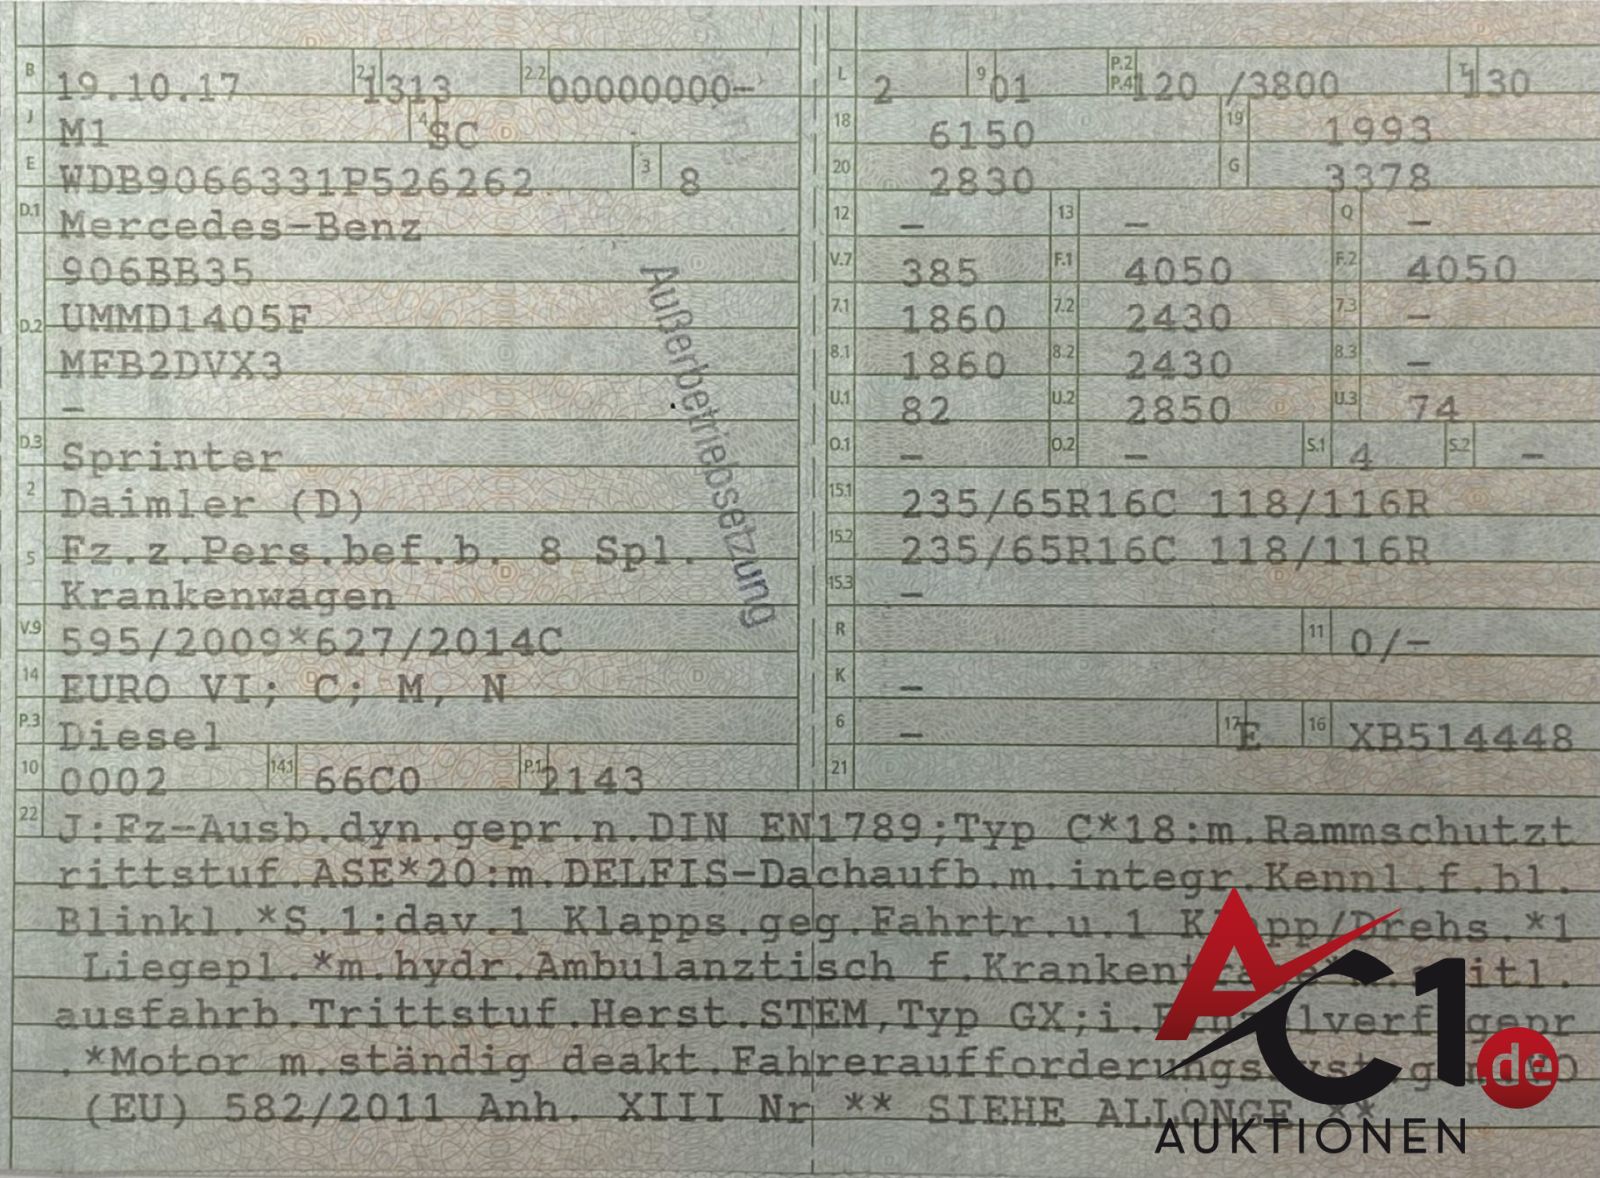 B 19.10.17 2.1 1313 2.2 00000000-
J M1 4 SC
E WDB9066331P526262 3 8
D.1 Mercedes-Benz
906BB35
D.2 UMMD1405F
MFB2DVX3
-
D.3 Sprinter
2 Daimler (D)
5 Fz.z.Pers.bef.b. 8 Spl.
Krankenwagen
V.9 595/2009*627/2014C
14 EURO VI; C; M, N
P.3 Diesel
10 0002 14.1 66C0 P.1 2143
Außerbetriebsetzung
L 2 9 01 P.2 P.4 120 /3800 T 130
18 6150 19 1993
20 2830 G 3378
12 - 13 - Q -
V.7 385 F.1 4050 F.2 4050
7.1 1860 7.2 2430 7.3 -
8.1 1860 8.2 2430 8.3 -
U.1 82 U.2 2850 U.3 74
O.1 - O.2 - S.1 4 S.2 -
15.1 235/65R16C 118/116R
15.2 235/65R16C 118/116R
15.3 -
R 11 0/-
K -
6 - 17 E 16 XB514448
21
22 J:Fz-Ausb.dyn.gepr.n.DIN EN1789;Typ C*18:m.Rammschutzt
rittstuf.ASE*20:m.DELFIS-Dachaufb.m.integr.Kennl.f.bl.
Blinkl.*S.1:dav.1 Klapps.geg.Fahrtr.u.1 Klapp/Drehs.*1
Liegepl.*m.hydr.Ambulanztisch f.Krankentrage*m.seitl.
ausfahrb.Trittstuf.Herst.STEM,Typ GX;i.Einzelverf.gepr
.*Motor m.ständig deakt.Fahreraufforderungssyst.
(EU) 582/2011 Anh. XIII Nr ** SIEHE ALLONGE **
AC1.de
AUKTIONEN